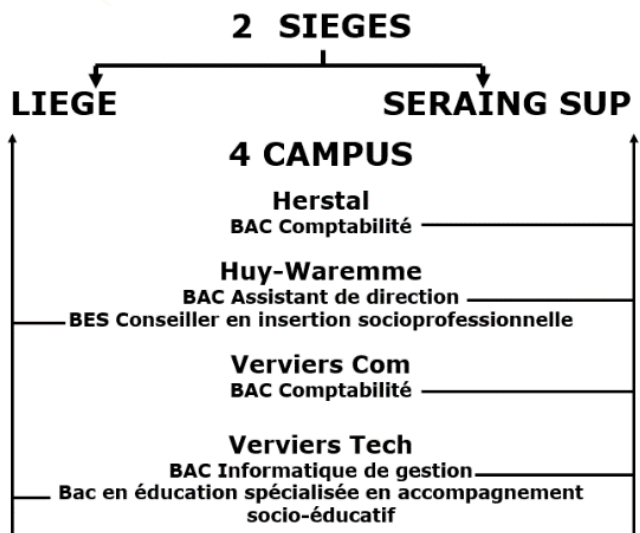 2 SIEGES
LIEGE SERAING SUP
4 CAMPUS
Herstal
BAC Comptabilité
Huy-Waremme
BAC Assistant de direction
BES Conseiller en insertion socioprofessionnelle
Verviers Com
BAC Comptabilité
Verviers Tech
BAC Informatique de gestion
Bac en éducation spécialisée en accompagnement
socio-éducatif